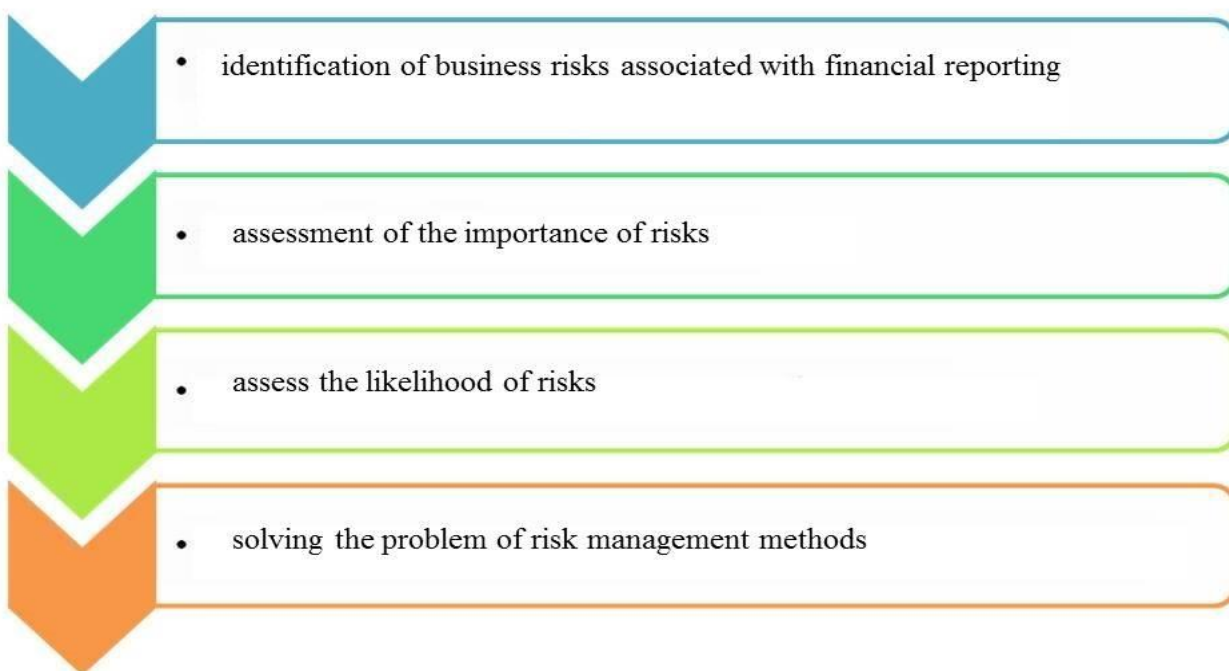 • identification of business risks associated with financial reporting
• assessment of the importance of risks
• assess the likelihood of risks
• solving the problem of risk management methods